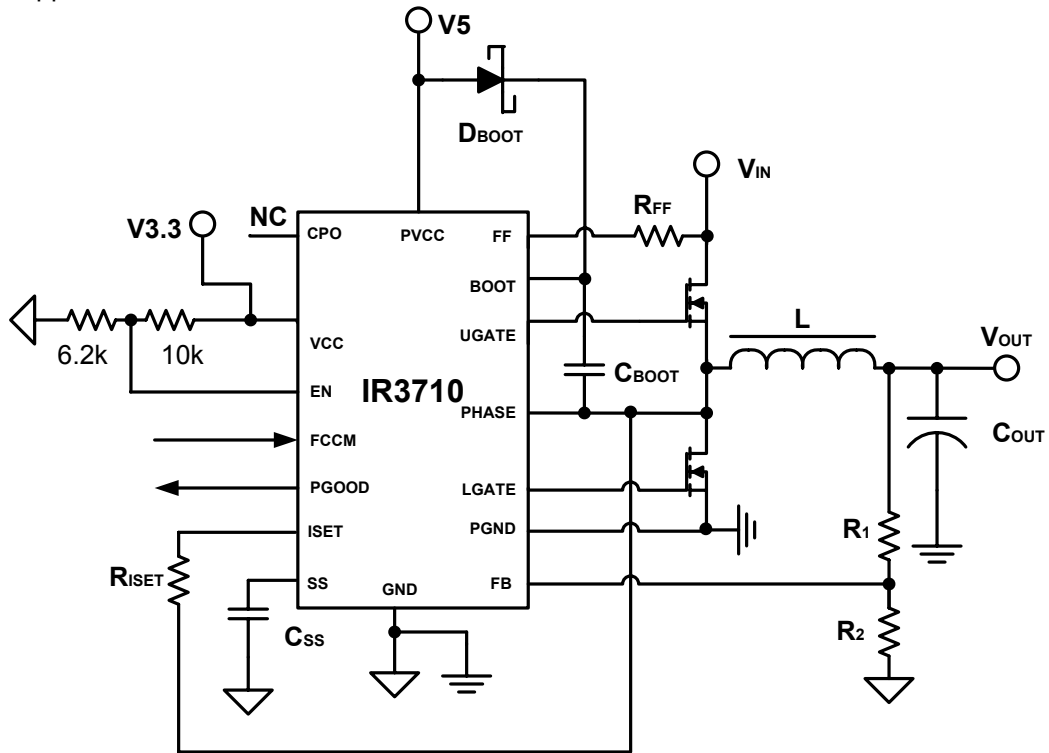 V5
DBOOT
VIN
RFF
V3.3
NC
CPO
PVCC
FF
BOOT
L
VOUT
UGATE
6.2k
10k
VCC
CBOOT
EN
IR3710
PHASE
COUT
FCCM
PGOOD
LGATE
ISET
PGND
R1
RISET
SS
GND
FB
CSS
R2